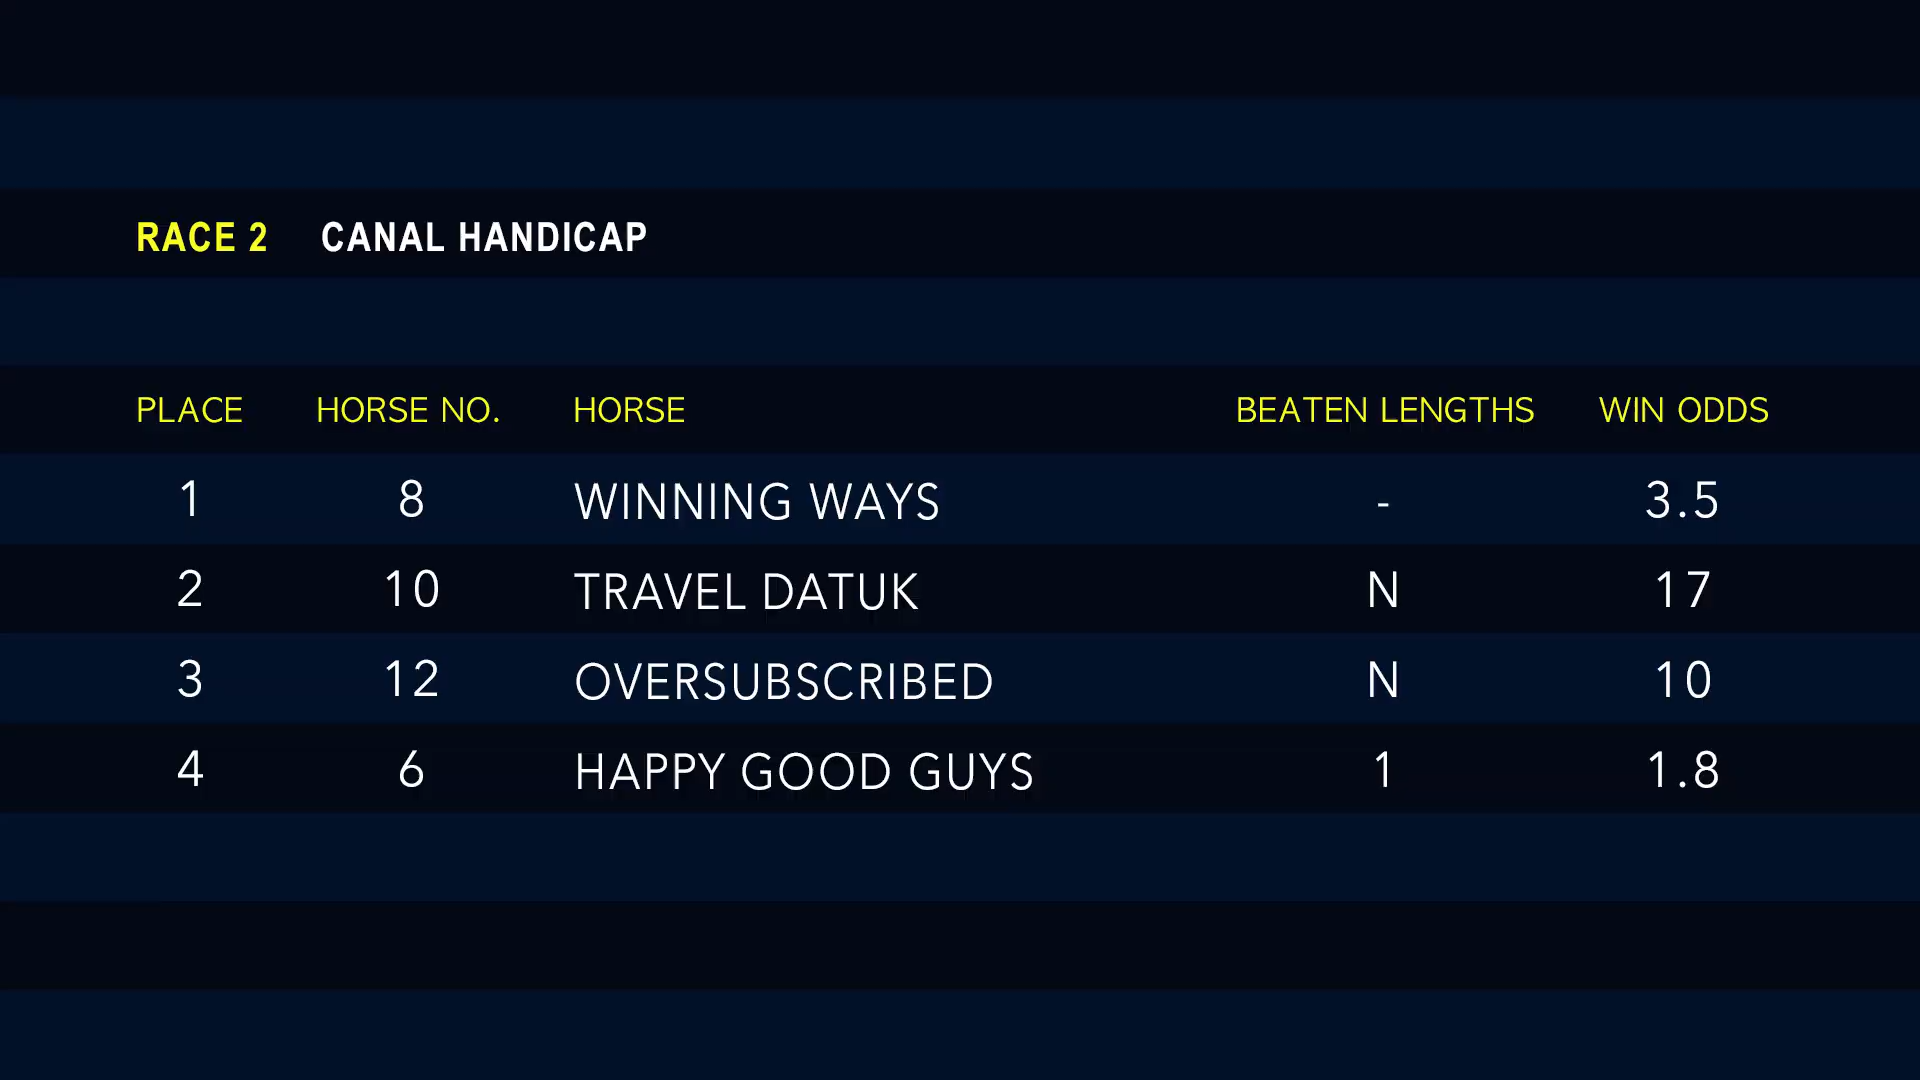 RACE 2 CANAL HANDICAP
PLACE HORSE NO. HORSE BEATEN LENGTHS WIN ODDS
1 8 WINNING WAYS - 3.5
2 10 TRAVEL DATUK N 17
3 12 OVERSUBSCRIBED N 10
4 6 HAPPY GOOD GUYS 1 1.8